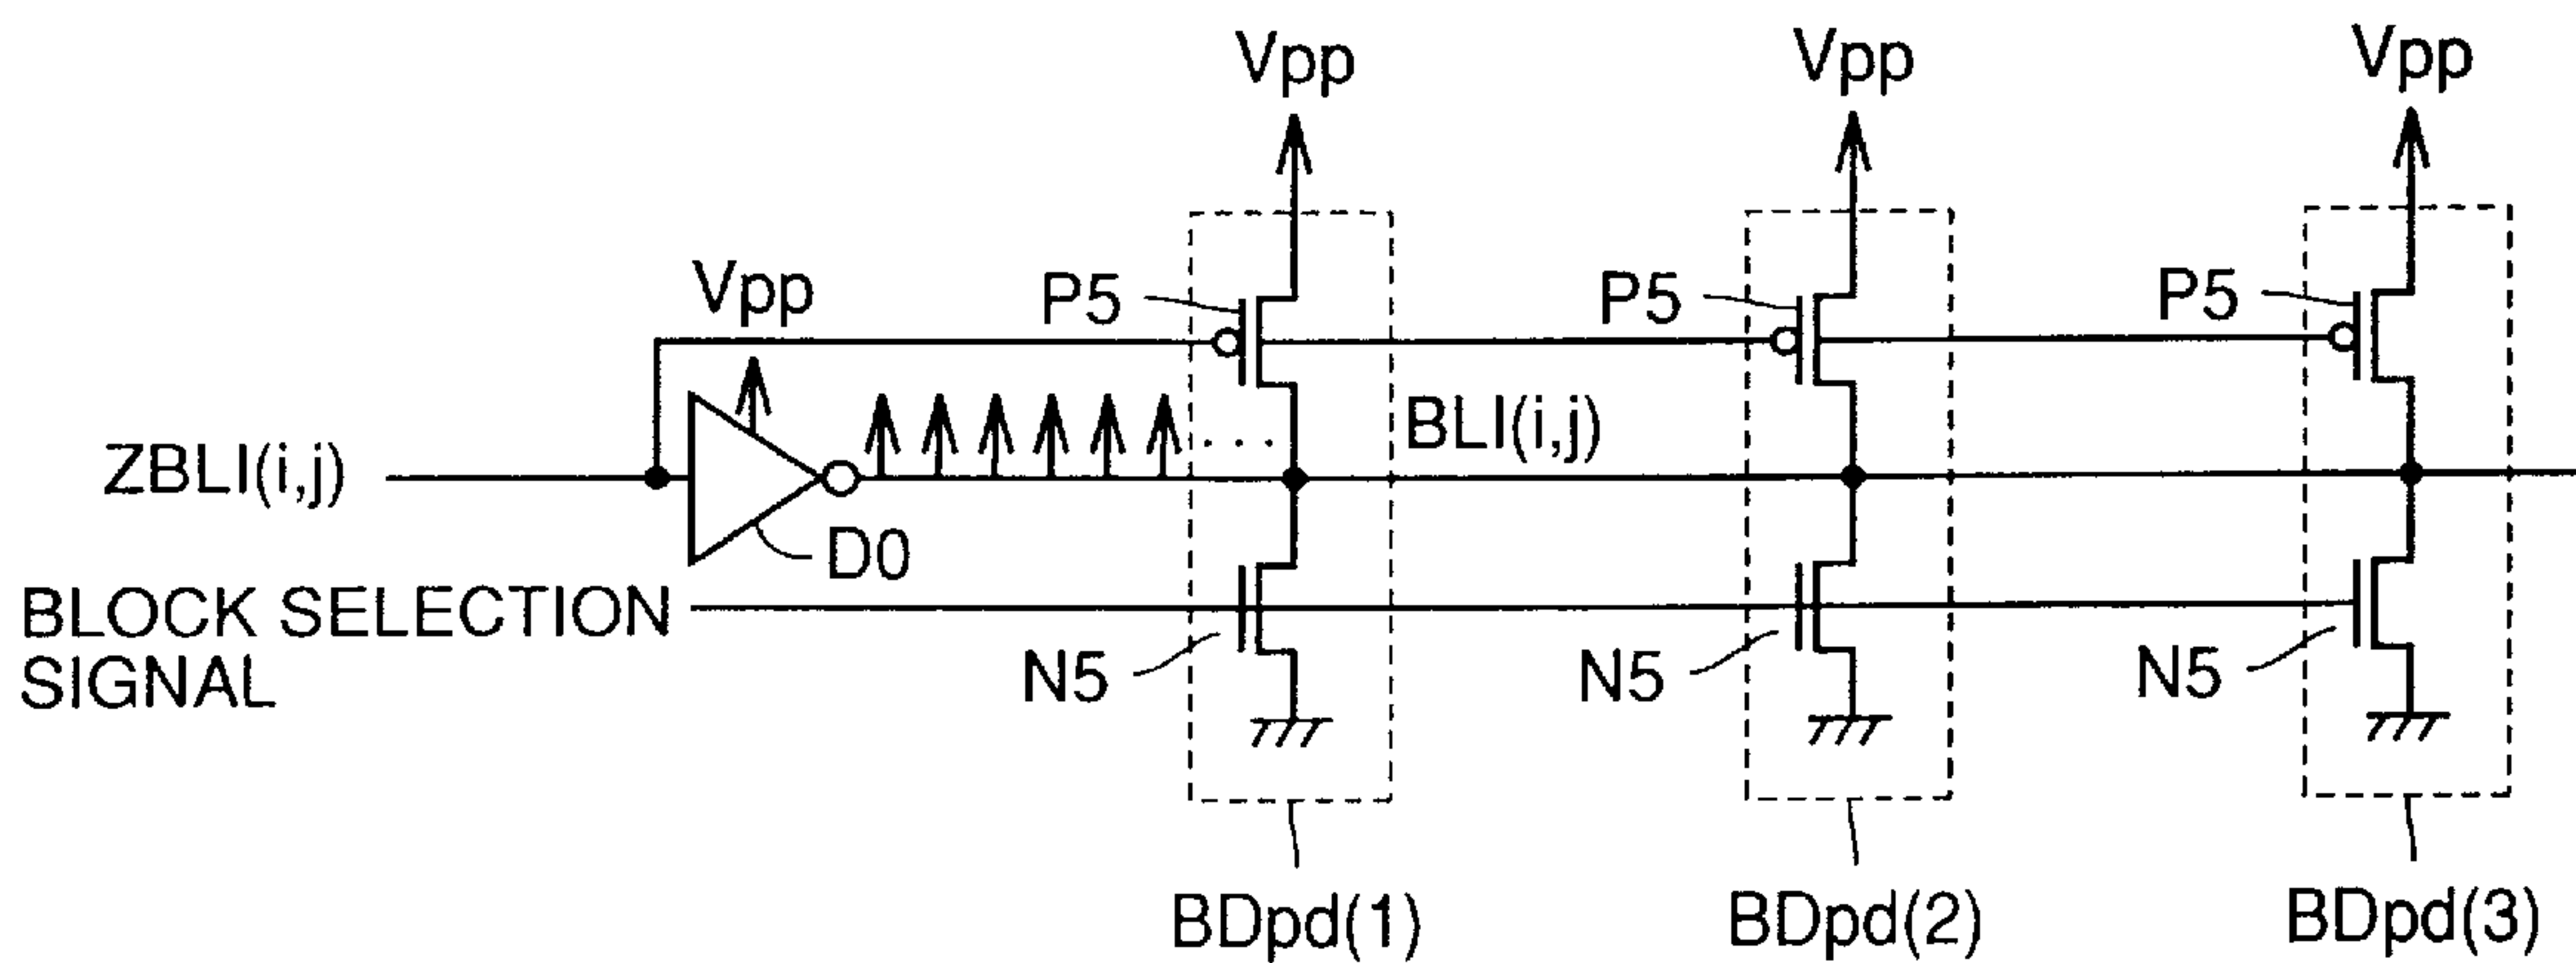 Vpp Vpp Vpp
Vpp P5 P5 P5
BLI(i,j)
ZBLI(i,j)
D0
BLOCK SELECTION
SIGNAL
N5 N5 N5
BDpd(1) BDpd(2) BDpd(3)